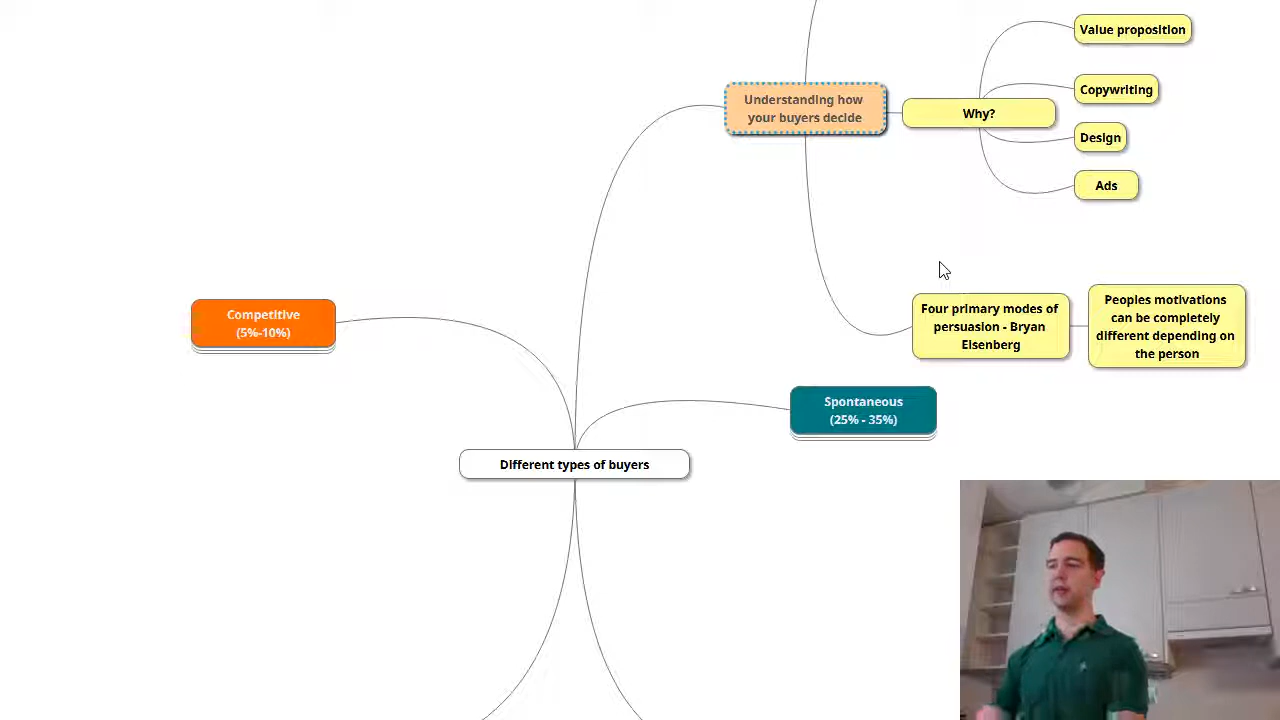 Value proposition
Understanding how
your buyers decide
Why?
Copywriting
Design
Ads
Competitive
(5%-10%)
Four primary modes of
persuasion - Bryan
Eisenberg
Peoples motivations
can be completely
different depending on
the person
Spontaneous
(25% - 35%)
Different types of buyers